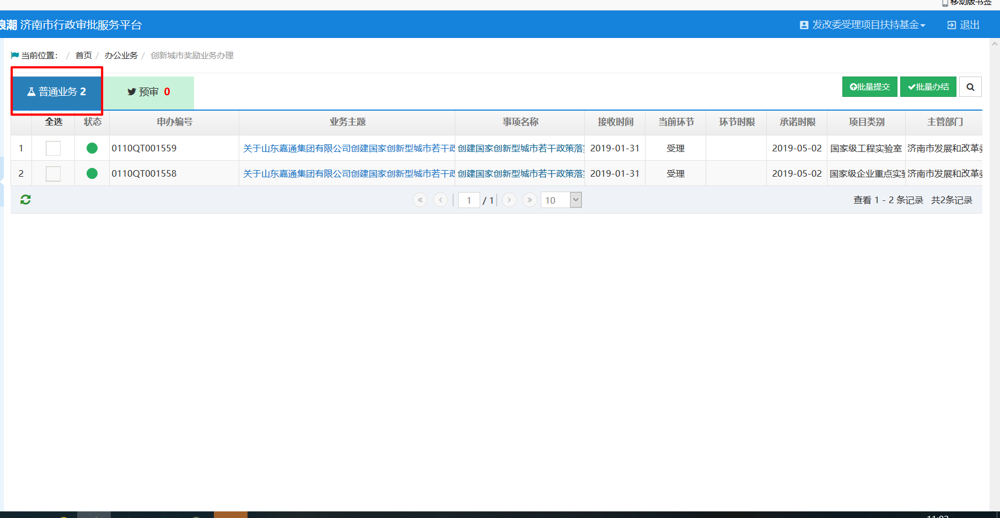 移动版书签
浪潮 济南市行政审批服务平台 发改委受理项目扶持基金 退出
当前位置： / 首页 / 办公业务 / 创新城市奖励业务办理
普通业务 2 预审 0 批量提交 批量办结
全选 状态 申办编号 业务主题 事项名称 接收时间 当前环节 环节时限 承诺时限 项目类别 主管部门
1 0110QT001559 关于山东嘉通集团有限公司创建国家创新型城市若干政 创建国家创新型城市若干政策落实 2019-01-31 受理 2019-05-02 国家级工程实验室 济南市发展和改革委
2 0110QT001558 关于山东嘉通集团有限公司创建国家创新型城市若干政 创建国家创新型城市若干政策落实 2019-01-31 受理 2019-05-02 国家级企业重点实验 济南市发展和改革委
1 / 1 10 查看 1 - 2 条记录 共2条记录